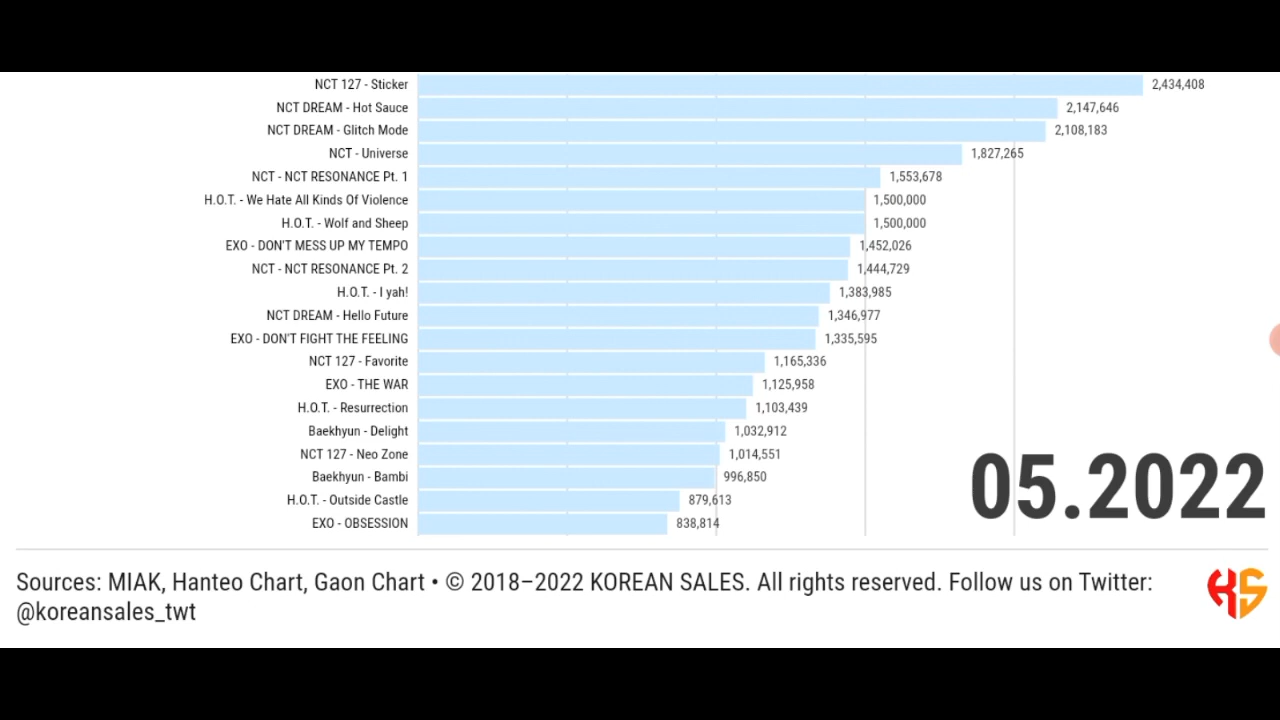 NCT 127 - Sticker 2,434,408
NCT DREAM - Hot Sauce 2,147,646
NCT DREAM - Glitch Mode 2,108,183
NCT - Universe 1,827,265
NCT - NCT RESONANCE Pt. 1 1,553,678
H.O.T. - We Hate All Kinds Of Violence 1,500,000
H.O.T. - Wolf and Sheep 1,500,000
EXO - DON'T MESS UP MY TEMPO 1,452,026
NCT - NCT RESONANCE Pt. 2 1,444,729
H.O.T. - I yah! 1,383,985
NCT DREAM - Hello Future 1,346,977
EXO - DON'T FIGHT THE FEELING 1,335,595
NCT 127 - Favorite 1,165,336
EXO - THE WAR 1,125,958
H.O.T. - Resurrection 1,103,439
Baekhyun - Delight 1,032,912
NCT 127 - Neo Zone 1,014,551
Baekhyun - Bambi 996,850
H.O.T. - Outside Castle 879,613
EXO - OBSESSION 838,814
05.2022
Sources: MIAK, Hanteo Chart, Gaon Chart • © 2018–2022 KOREAN SALES. All rights reserved. Follow us on Twitter:
@koreansales_twt
KS